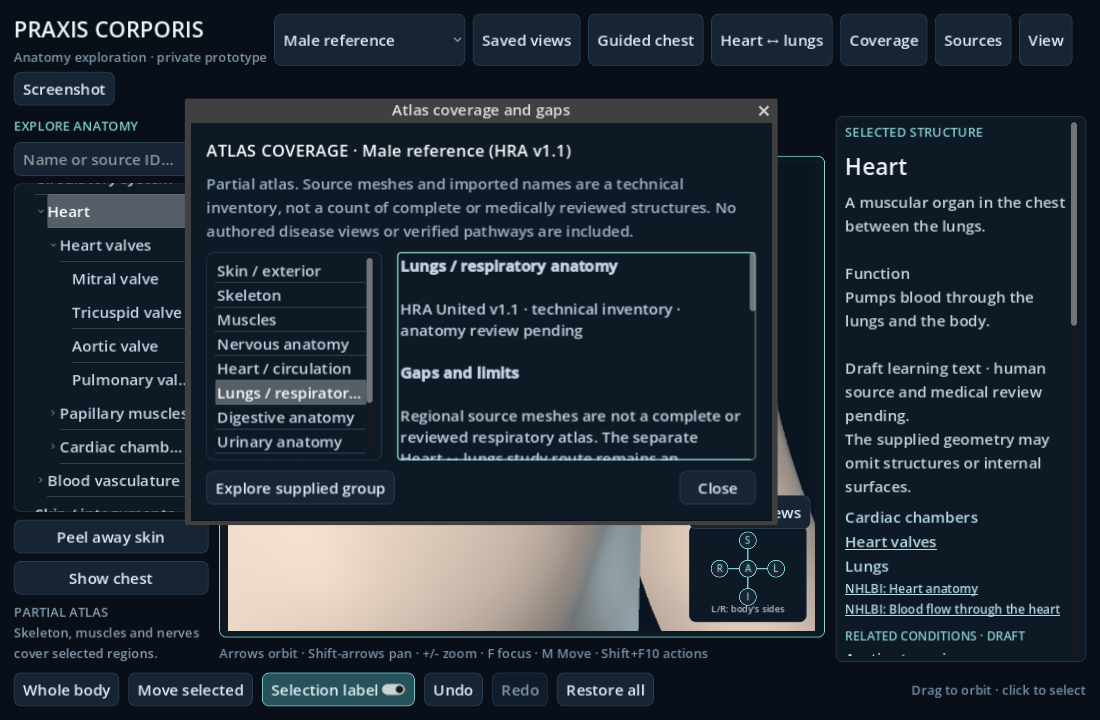 PRAXIS CORPORIS
Anatomy exploration · private prototype
Male reference
Saved views
Guided chest
Heart ↔ lungs
Coverage
Sources
View
Screenshot
EXPLORE ANATOMY
Name or source ID...
Heart
Heart valves
Mitral valve
Tricuspid valve
Aortic valve
Pulmonary val...
Papillary muscles
Cardiac chamb...
Blood vasculature
Peel away skin
Show chest
PARTIAL ATLAS
Skeleton, muscles and nerves
cover selected regions.
Atlas coverage and gaps
ATLAS COVERAGE · Male reference (HRA v1.1)
Partial atlas. Source meshes and imported names are a technical
inventory, not a count of complete or medically reviewed structures. No
authored disease views or verified pathways are included.
Skin / exterior
Skeleton
Muscles
Nervous anatomy
Heart / circulation
Lungs / respirator...
Digestive anatomy
Urinary anatomy
Lungs / respiratory anatomy
HRA United v1.1 · technical inventory ·
anatomy review pending
Gaps and limits
Regional source meshes are not a complete or
reviewed respiratory atlas. The separate
Heart ↔ lungs study route remains an
Explore supplied group
Close
ews
S
R
A
L
I
L/R: body's sides
Arrows orbit · Shift-arrows pan · +/- zoom · F focus · M Move · Shift+F10 actions
SELECTED STRUCTURE
Heart
A muscular organ in the chest
between the lungs.
Function
Pumps blood through the
lungs and the body.
Draft learning text · human
source and medical review
pending.
The supplied geometry may
omit structures or internal
surfaces.
Cardiac chambers
Heart valves
Lungs
NHLBI: Heart anatomy
NHLBI: Blood flow through the heart
RELATED CONDITIONS · DRAFT
Whole body
Move selected
Selection label
Undo
Redo
Restore all
Drag to orbit · click to select